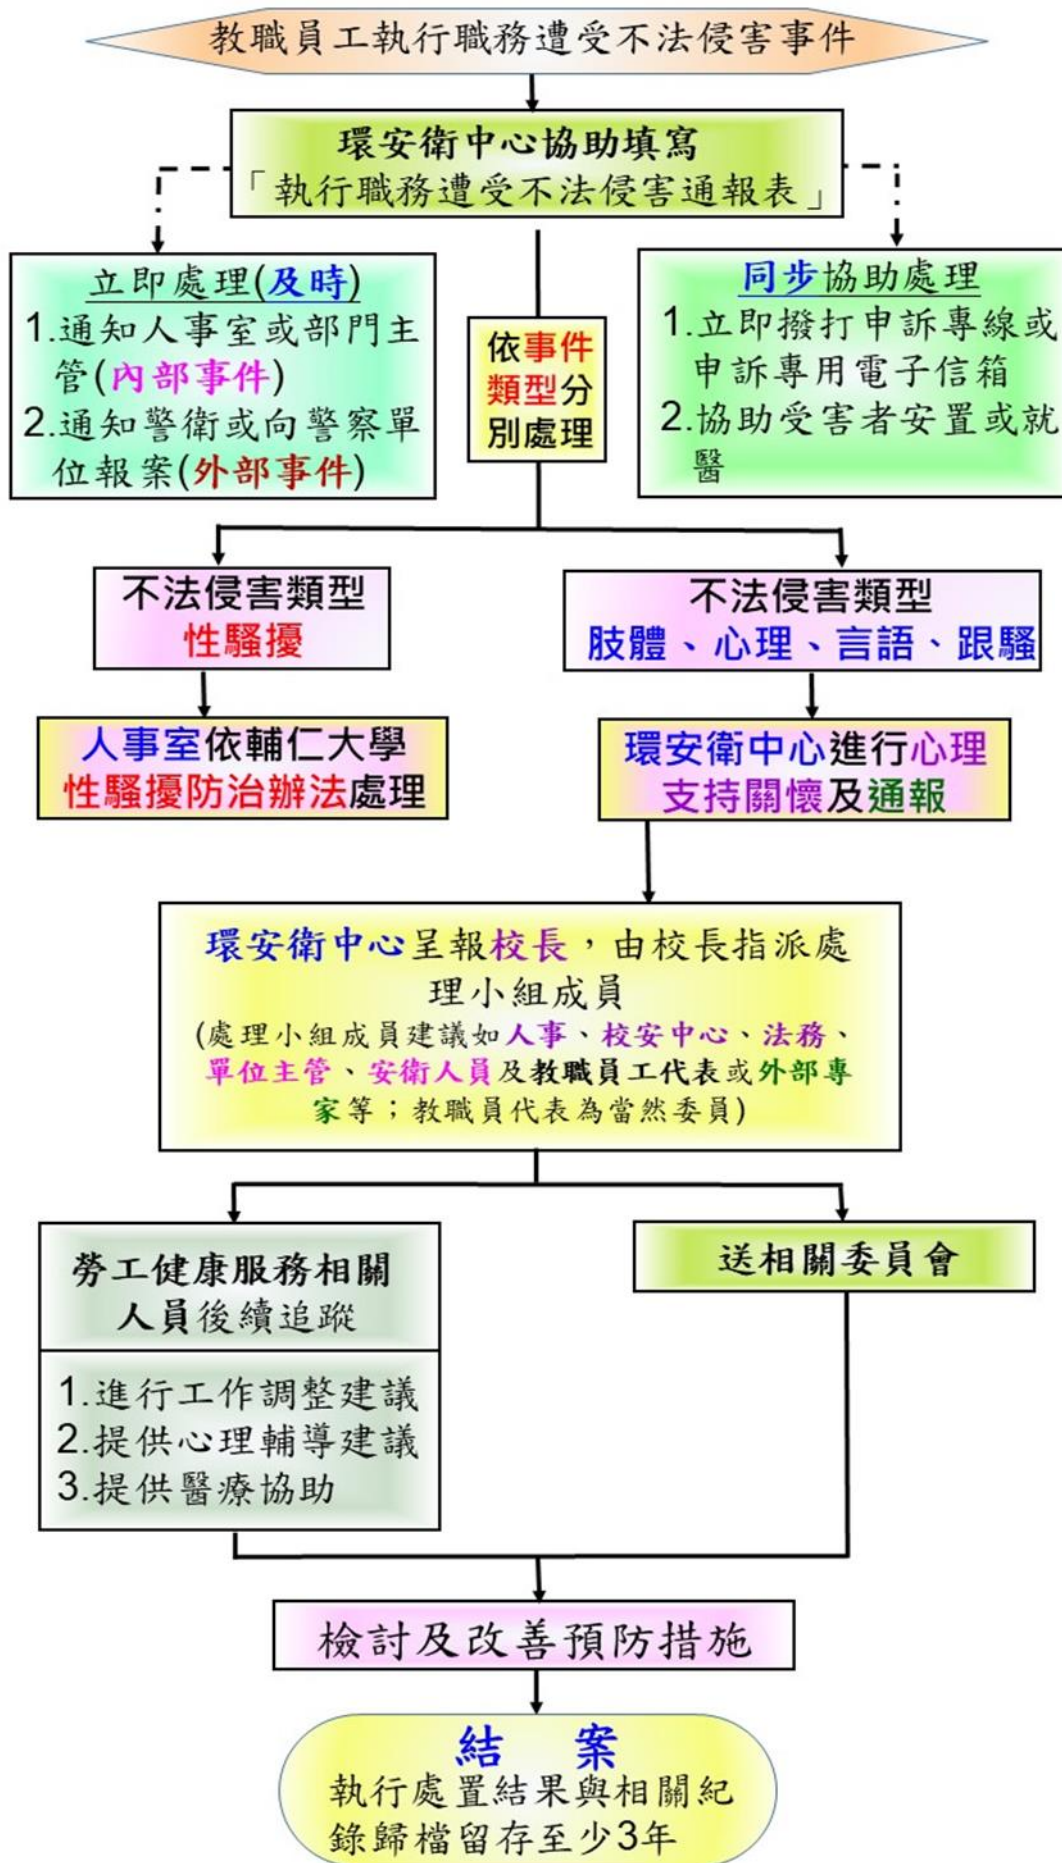 教職員工執行職務遭受不法侵害事件
環安衛中心協助填寫
「執行職務遭受不法侵害通報表」
立即處理(及時)
1.通知人事室或部門主
管(內部事件)
2.通知警衛或向警察單
位報案(外部事件)
依事件
類型分
別處理
同步協助處理
1.立即撥打申訴專線或
申訴專用電子信箱
2.協助受害者安置或就
醫
不法侵害類型
性騷擾
不法侵害類型
肢體、心理、言語、跟騷
人事室依輔仁大學
性騷擾防治辦法處理
環安衛中心進行心理
支持關懷及通報
環安衛中心呈報校長，由校長指派處
理小組成員
(處理小組成員建議如人事、校安中心、法務、
單位主管、安衛人員及教職員工代表或外部專
家等；教職員代表為當然委員)
勞工健康服務相關
人員後續追蹤
1.進行工作調整建議
2.提供心理輔導建議
3.提供醫療協助
送相關委員會
檢討及改善預防措施
結 案
執行處置結果與相關紀
錄歸檔留存至少3年